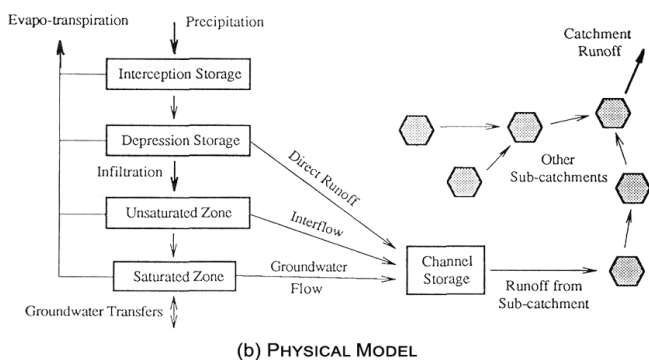 Evapo-transpiration
Precipitation
Interception Storage
Depression Storage
Infiltration
Unsaturated Zone
Saturated Zone
Groundwater Transfers
Direct Runoff
Interflow
Groundwater
Flow
Channel
Storage
Runoff from
Sub-catchment
Other
Sub-catchments
Catchment
Runoff
(b) PHYSICAL MODEL